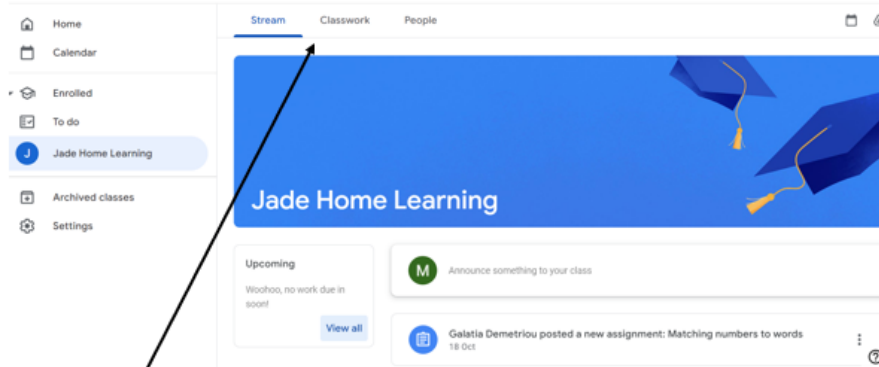 Home
Calendar
Enrolled
To do
J
Jade Home Learning
Archived classes
Settings
Stream
Classwork
People
Jade Home Learning
Upcoming
Woohoo, no work due in
soon!
View all
M
Announce something to your class
Galatia Demetriou posted a new assignment: Matching numbers to words
18 Oct